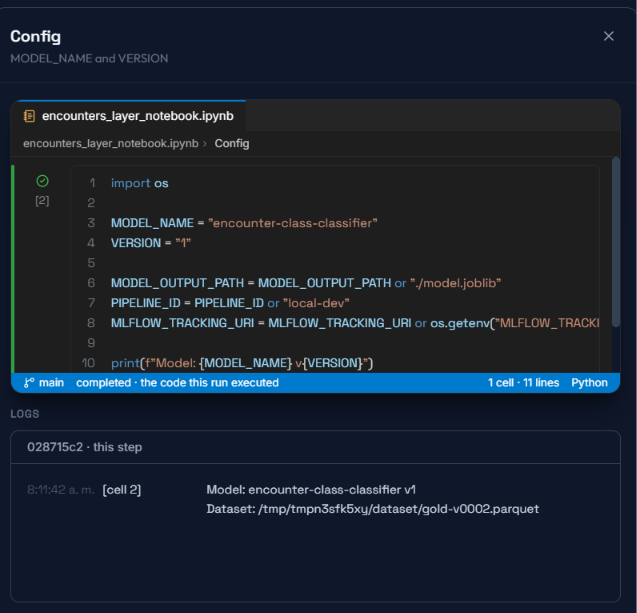 Config
MODEL_NAME and VERSION
encounters_layer_notebook.ipynb
encounters_layer_notebook.ipynb › Config
[2]
1 import os
2
3 MODEL_NAME = "encounter-class-classifier"
4 VERSION = "1"
5
6 MODEL_OUTPUT_PATH = MODEL_OUTPUT_PATH or "./model.joblib"
7 PIPELINE_ID = PIPELINE_ID or "local-dev"
8 MLFLOW_TRACKING_URI = MLFLOW_TRACKING_URI or os.getenv("MLFLOW_TRACKI
9
10 print(f"Model: {MODEL_NAME} v{VERSION}")
main completed · the code this run executed 1 cell · 11 lines Python
LOGS
028715c2 · this step
8:11:42 a. m. [cell 2] Model: encounter-class-classifier v1
Dataset: /tmp/tmpn3sfk5xy/dataset/gold-v0002.parquet